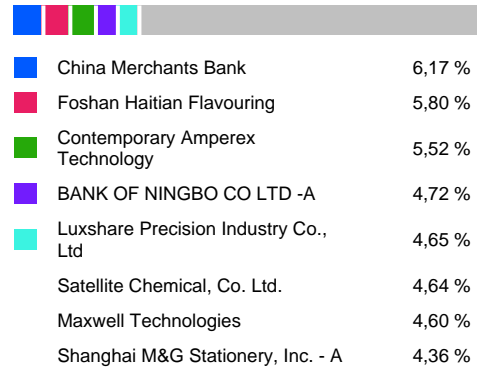 China Merchants Bank 6,17 %
Foshan Haitian Flavouring 5,80 %
Contemporary Amperex
Technology 5,52 %
BANK OF NINGBO CO LTD -A 4,72 %
Luxshare Precision Industry Co.,
Ltd 4,65 %
Satellite Chemical, Co. Ltd. 4,64 %
Maxwell Technologies 4,60 %
Shanghai M&G Stationery, Inc. - A 4,36 %